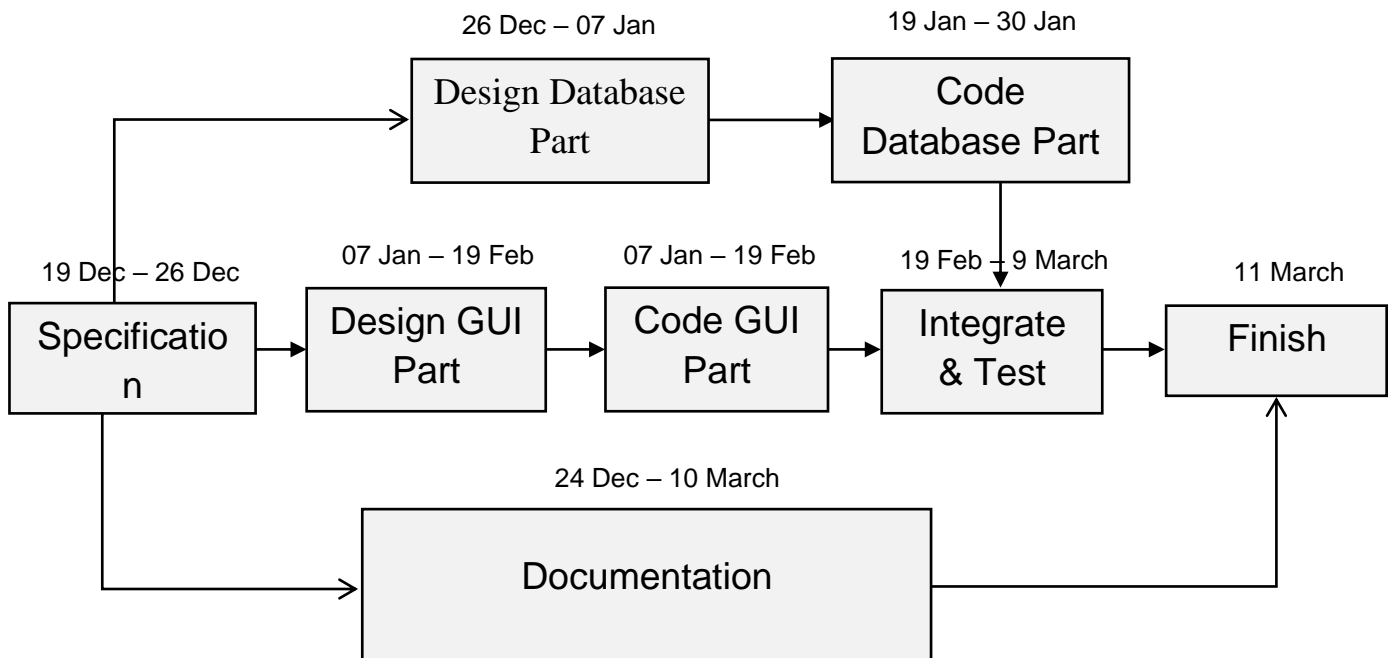 26 Dec – 07 Jan
19 Jan – 30 Jan
Design Database
Part
Code
Database Part
19 Dec – 26 Dec
07 Jan – 19 Feb
07 Jan – 19 Feb
19 Feb – 9 March
11 March
Specificatio
n
Design GUI
Part
Code GUI
Part
Integrate
& Test
Finish
24 Dec – 10 March
Documentation